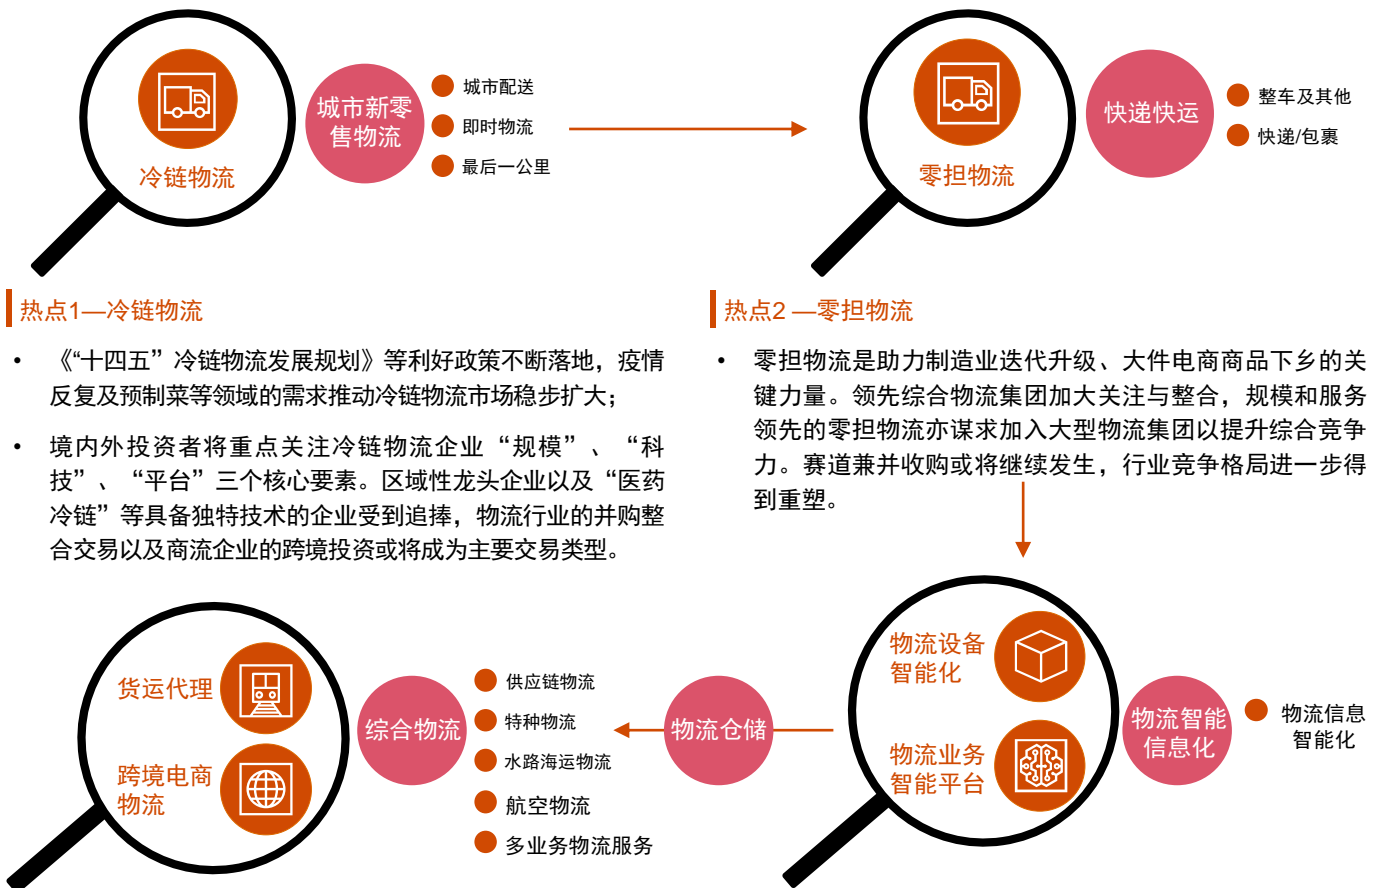 冷链物流
城市新零
售物流
城市配送
即时物流
最后一公里
零担物流
快递快运
整车及其他
快递/包裹
热点1—冷链物流
• 《“十四五”冷链物流发展规划》等利好政策不断落地，疫情
反复及预制菜等领域的需求推动冷链物流市场稳步扩大；
• 境内外投资者将重点关注冷链物流企业“规模”、“科
技”、“平台”三个核心要素。区域性龙头企业以及“医药
冷链”等具备独特技术的企业受到追捧，物流行业的并购整
合交易以及商流企业的跨境投资或将成为主要交易类型。
热点2 —零担物流
• 零担物流是助力制造业迭代升级、大件电商商品下乡的关
键力量。领先综合物流集团加大关注与整合，规模和服务
领先的零担物流亦谋求加入大型物流集团以提升综合竞争
力。赛道兼并收购或将继续发生，行业竞争格局进一步得
到重塑。
物流设备
智能化
物流业务
智能平台
物流智能
信息化
物流信息
智能化
物流仓储
货运代理
跨境电商
物流
综合物流
供应链物流
特种物流
水路海运物流
航空物流
多业务物流服务